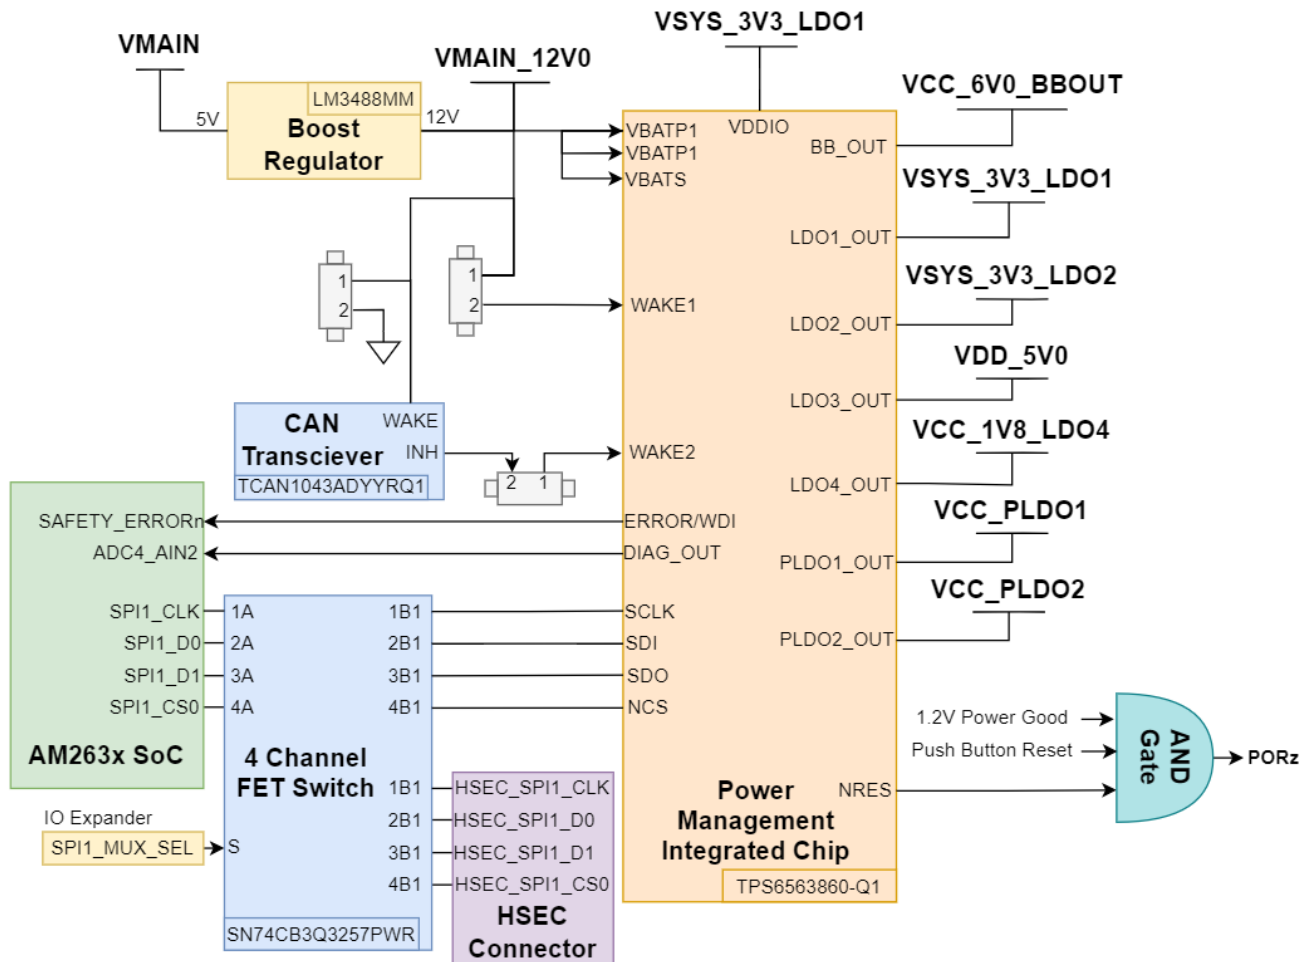 VSYS_3V3_LDO1
VMAIN
VMAIN_12V0
LM3488MM
5V
Boost
Regulator
12V
VCC_6V0_BBOUT
VDDIO
VBATP1
VBATP1
VBATS
BB_OUT
VSYS_3V3_LDO1
LDO1_OUT
1
2
1
2
WAKE1
VSYS_3V3_LDO2
LDO2_OUT
VDD_5V0
LDO3_OUT
CAN
Transciever
WAKE
INH
TCAN1043ADYYRQ1
2
1
WAKE2
VCC_1V8_LDO4
LDO4_OUT
SAFETY_ERRORn
ERROR/WDI
ADC4_AIN2
DIAG_OUT
VCC_PLDO1
PLDO1_OUT
VCC_PLDO2
PLDO2_OUT
SPI1_CLK
1A
1B1
SCLK
SPI1_D0
2A
2B1
SDI
SPI1_D1
3A
3B1
SDO
SPI1_CS0
4A
4B1
NCS
AM263x SoC
4 Channel
FET Switch
1B1
HSEC_SPI1_CLK
2B1
HSEC_SPI1_D0
3B1
HSEC_SPI1_D1
4B1
HSEC_SPI1_CS0
HSEC
Connector
IO Expander
SPI1_MUX_SEL
S
SN74CB3Q3257PWR
Power
Management
Integrated Chip
TPS6563860-Q1
NRES
1.2V Power Good
Push Button Reset
AND
Gate
PORz